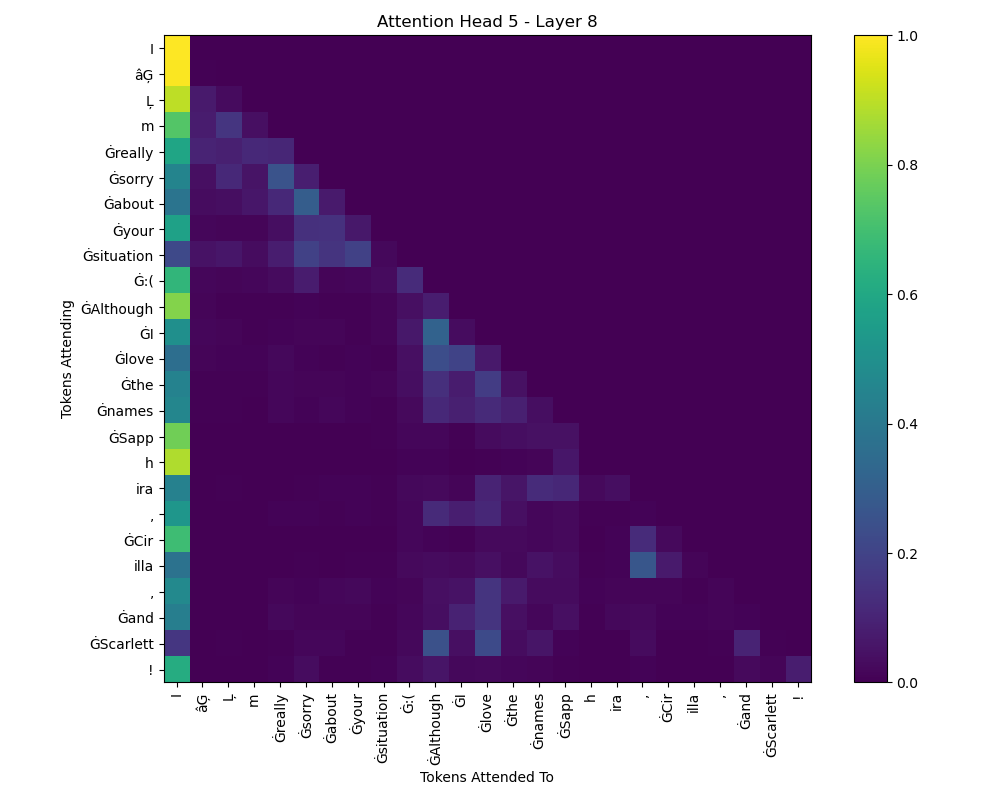 Attention Head 5 - Layer 8
I
âĢ
Ļ
m
Ġreally
Ġsorry
Ġabout
Ġyour
Ġsituation
Ġ:(
ĠAlthough
ĠI
Ġlove
Ġthe
Ġnames
ĠSapp
h
ira
,
ĠCir
illa
,
Ġand
ĠScarlett
!
Tokens Attending
I
âĢ
Ļ
m
Ġreally
Ġsorry
Ġabout
Ġyour
Ġsituation
Ġ:(
ĠAlthough
ĠI
Ġlove
Ġthe
Ġnames
ĠSapp
h
ira
,
ĠCir
illa
,
Ġand
ĠScarlett
!
Tokens Attended To
1.0
0.8
0.6
0.4
0.2
0.0